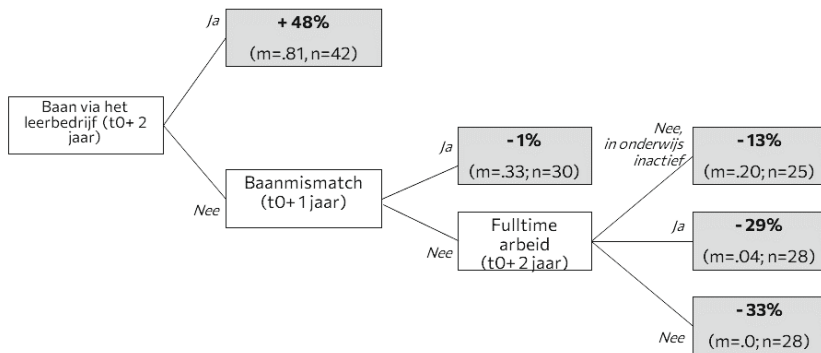 Ja
+ 48%
(m=.81, n=42)
Baan via het
leerbedrijf (t0+ 2
jaar)
Nee
Baanmismatch
(t0+ 1 jaar)
Ja
- 1%
(m=.33; n=30)
Nee
Fulltime
arbeid
(t0+ 2 jaar)
Nee,
in onderwijs
inactief
- 13%
(m=.20; n=25)
Ja
- 29%
(m=.04; n=28)
Nee
- 33%
(m=.0; n=28)